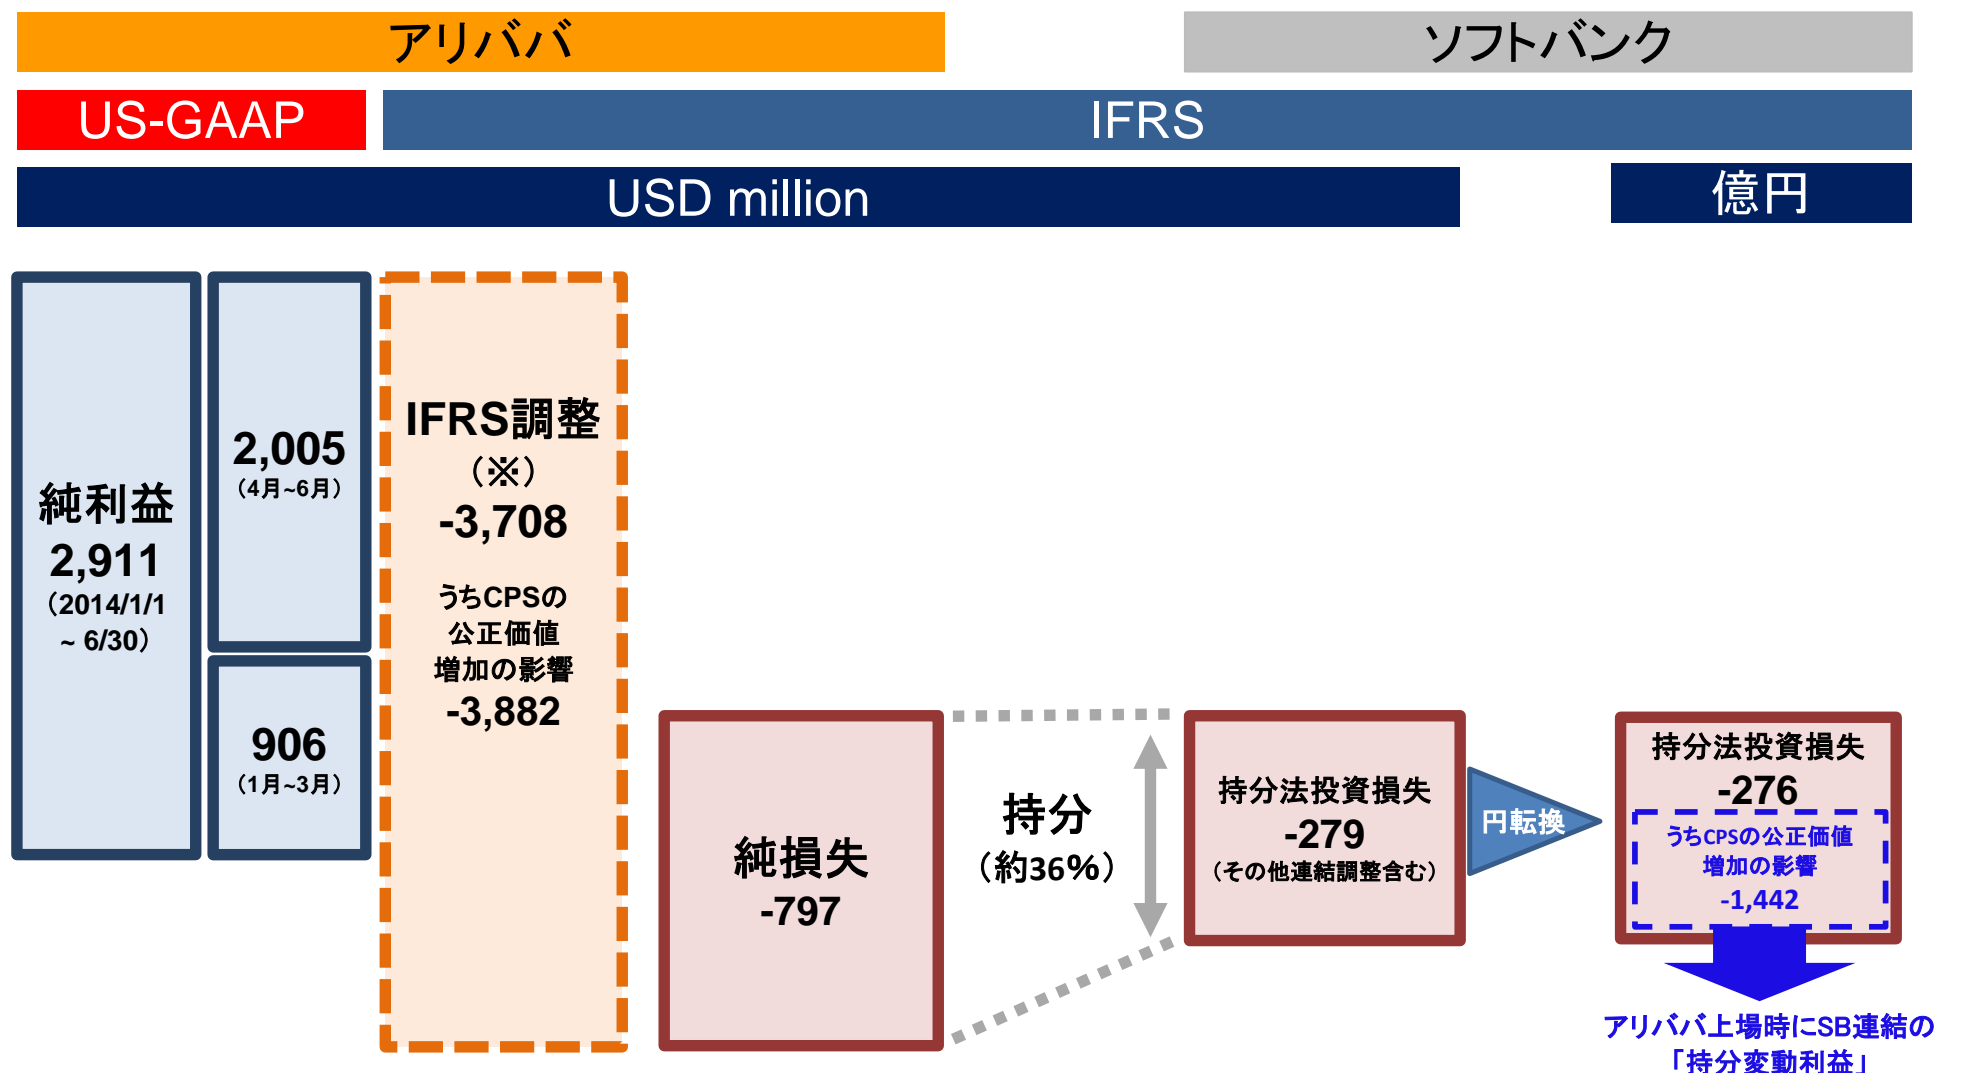 アリババ
ソフトバンク
US-GAAP
IFRS
USD million
億円
純利益
2,911
（2014/1/1
~ 6/30）
2,005
（4月~6月）
906
（1月~3月）
IFRS調整
（※）
-3,708
うちCPSの
公正価値
増加の影響
-3,882
純損失
-797
持分
（約36%）
持分法投資損失
-279
（その他連結調整含む）
円転換
持分法投資損失
-276
うちCPSの公正価値
増加の影響
-1,442
アリババ上場時にSB連結の
「持分変動利益」